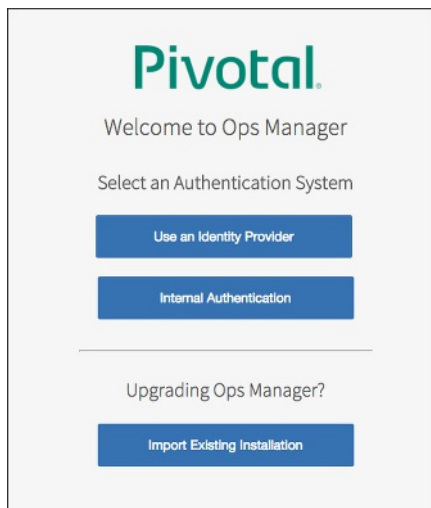 Pivotal.
Welcome to Ops Manager
Select an Authentication System
Use an Identity Provider
Internal Authentication
Upgrading Ops Manager?
Import Existing Installation